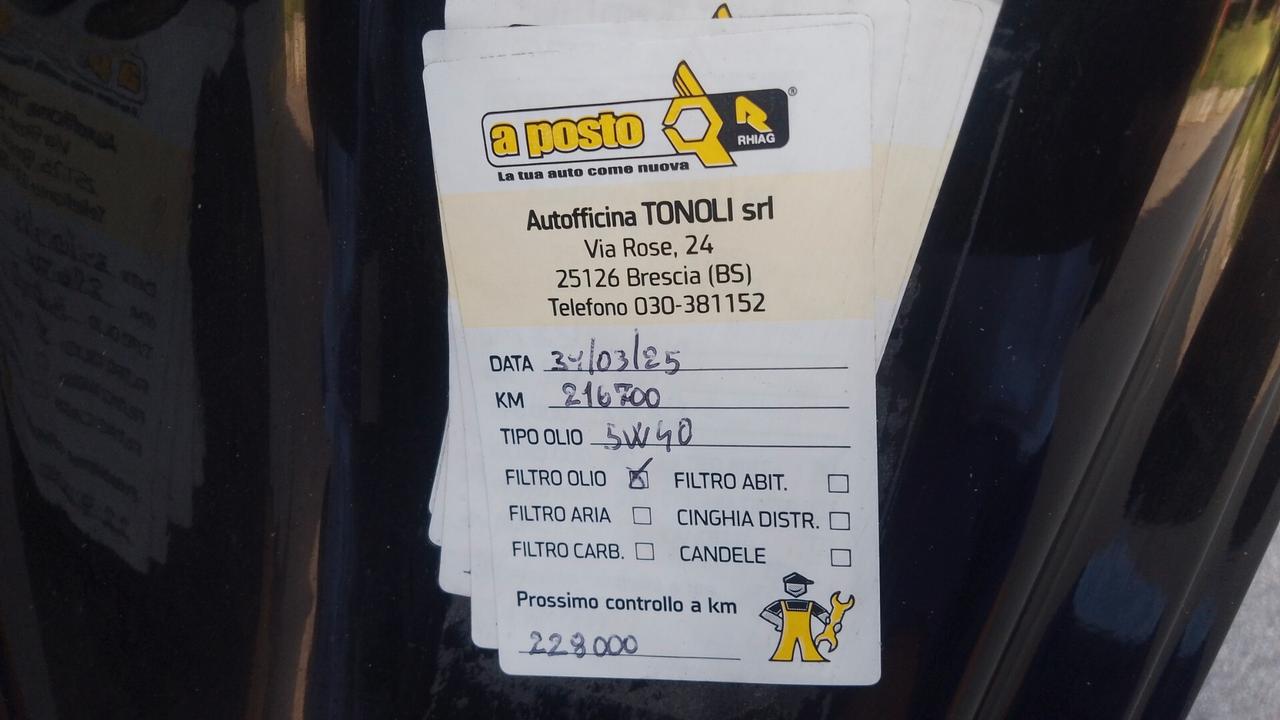 a posto
RHIAG
®
La tua auto come nuova
Autofficina TONOLI srl
Via Rose, 24
25126 Brescia (BS)
Telefono 030-381152
DATA 31/03/25
KM 216700
TIPO OLIO 5W40
FILTRO OLIO FILTRO ABIT.
FILTRO ARIA CINGHIA DISTR.
FILTRO CARB. CANDELE
Prossimo controllo a km
228000